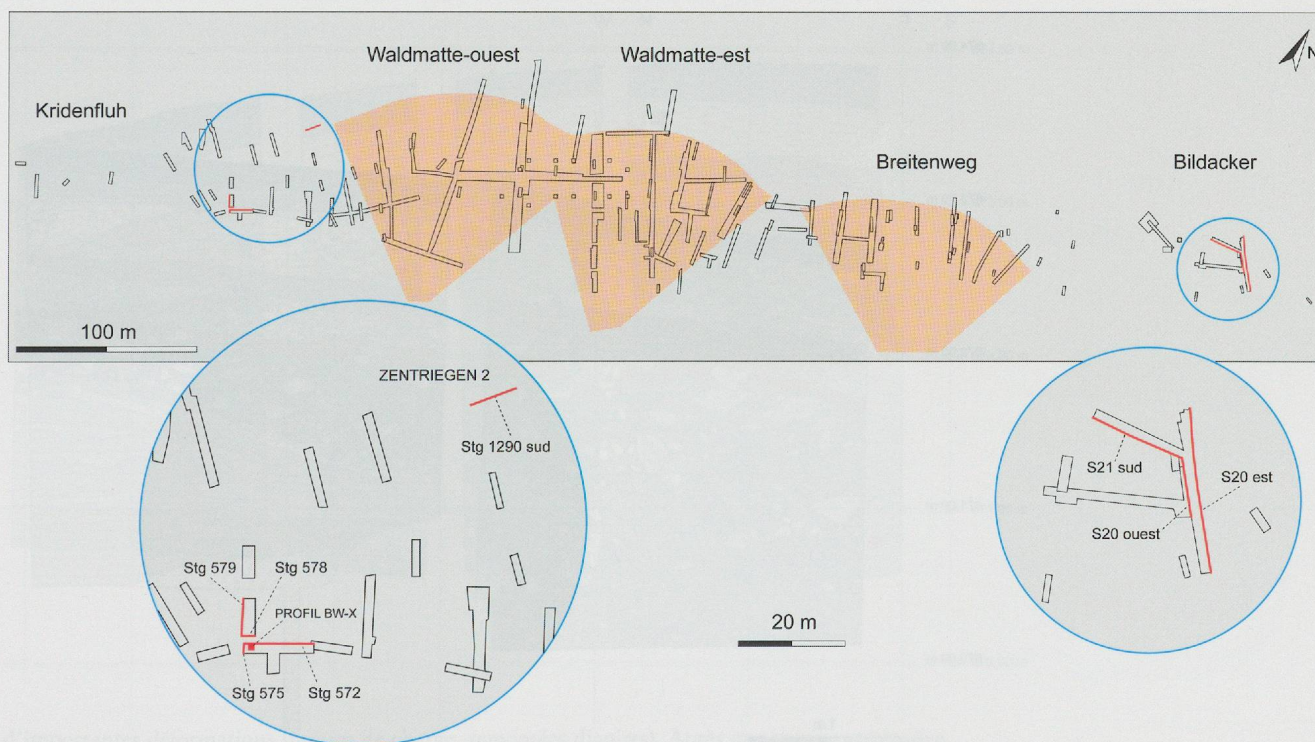 Waldmatte-ouest
Waldmatte-est
N
Kridenfluh
Breitenweg
Bildacker
100 m
ZENTRIEGEN 2
Stg 1290 sud
S21 sud
S20 est
S20 ouest
Stg 579
Stg 578
PROFIL BW-X
20 m
Stg 575
Stg 572